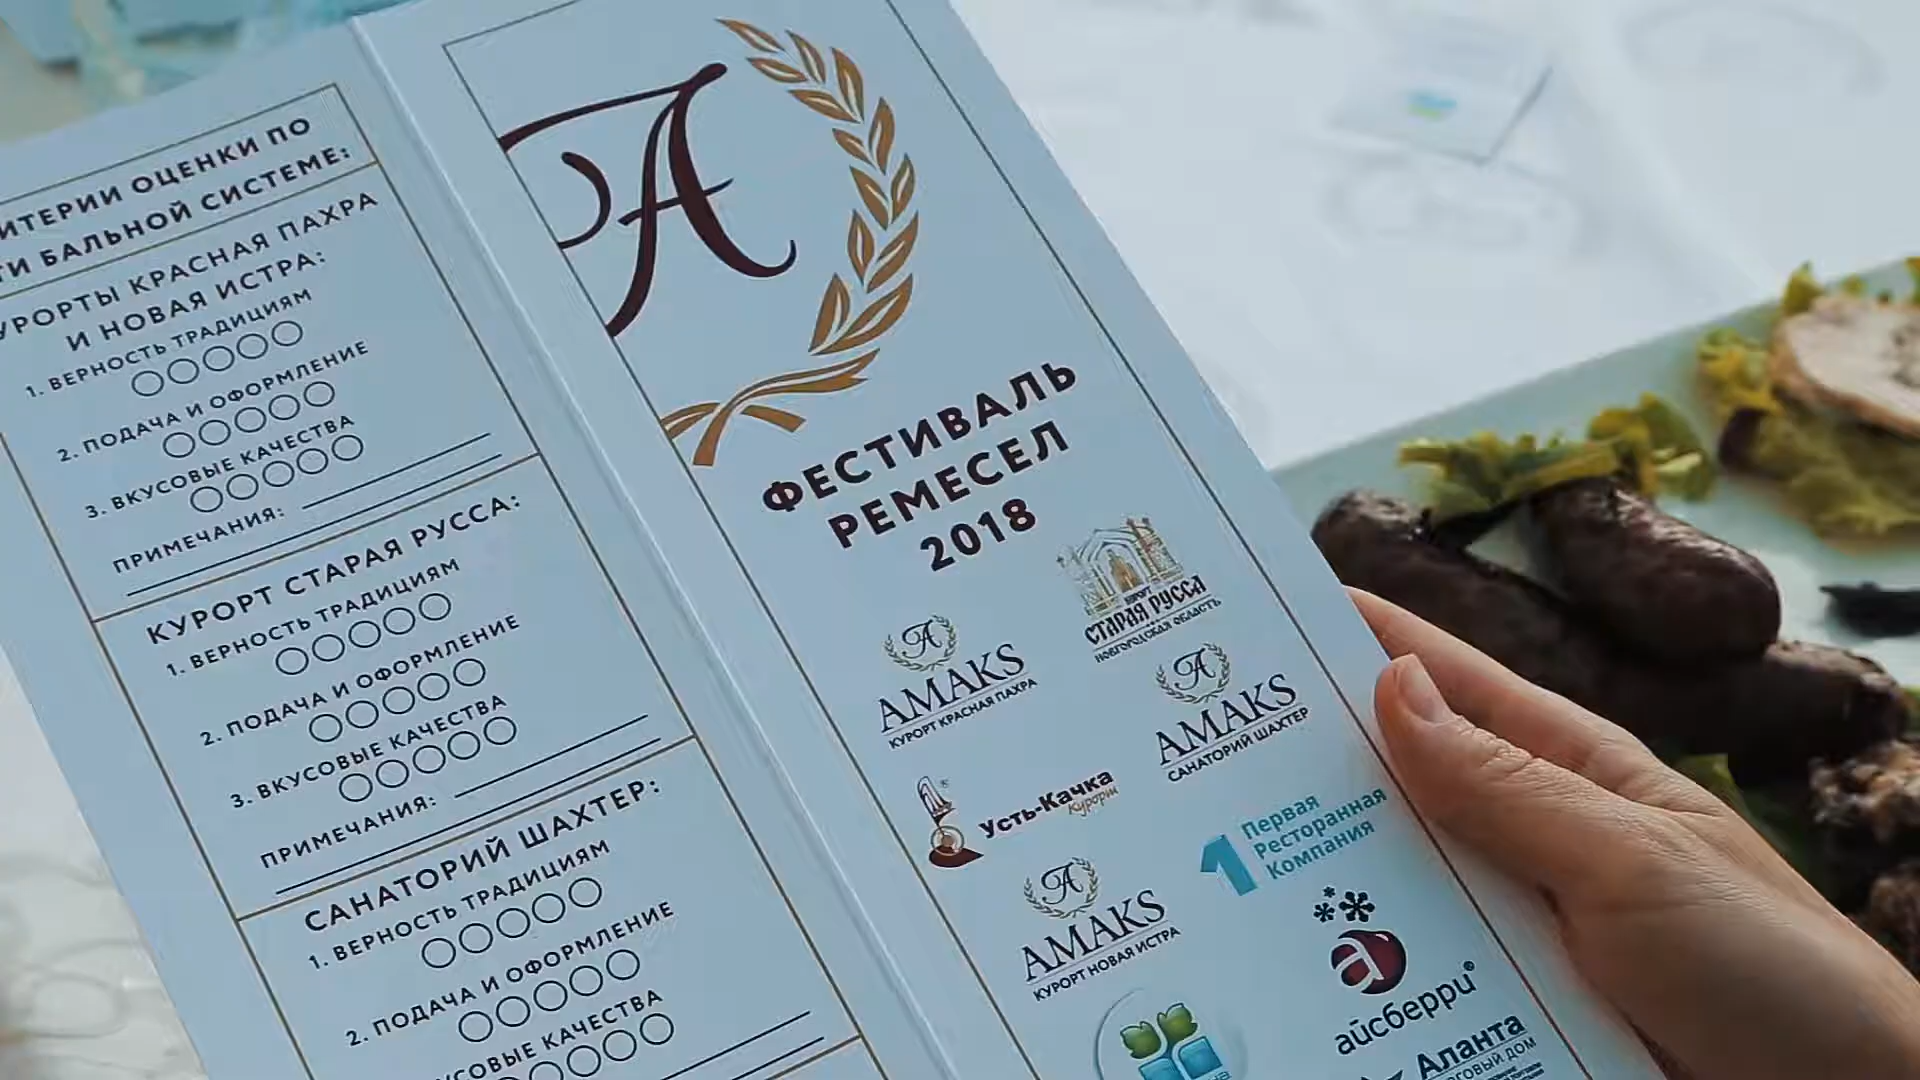 ИТЕРИИ ОЦЕНКИ ПО
ТИ БАЛЬНОЙ СИСТЕМЕ:
УРОРТЫ КРАСНАЯ ПАХРА
И НОВАЯ ИСТРА:
1. ВЕРНОСТЬ ТРАДИЦИЯМ
2. ПОДАЧА И ОФОРМЛЕНИЕ
3. ВКУСОВЫЕ КАЧЕСТВА
ПРИМЕЧАНИЯ:
КУРОРТ СТАРАЯ РУССА:
1. ВЕРНОСТЬ ТРАДИЦИЯМ
2. ПОДАЧА И ОФОРМЛЕНИЕ
3. ВКУСОВЫЕ КАЧЕСТВА
ПРИМЕЧАНИЯ:
САНАТОРИЙ ШАХТЕР:
1. ВЕРНОСТЬ ТРАДИЦИЯМ
2. ПОДАЧА И ОФОРМЛЕНИЕ
УСОВЫЕ КАЧЕСТВА
A
ФЕСТИВАЛЬ
РЕМЕСЕЛ
2018
КУРОРТ
СТАРАЯ РУССА
НОВГОРОДСКАЯ ОБЛАСТЬ
A
AMAKS
КУРОРТ КРАСНАЯ ПАХРА
A
AMAKS
САНАТОРИЙ ШАХТЕР
Усть-Качка
Курорт
1 Первая
Ресторанная
Компания
A
AMAKS
КУРОРТ НОВАЯ ИСТРА
а
айсберри®
Аланта
ГОВЫЙ ДОМ